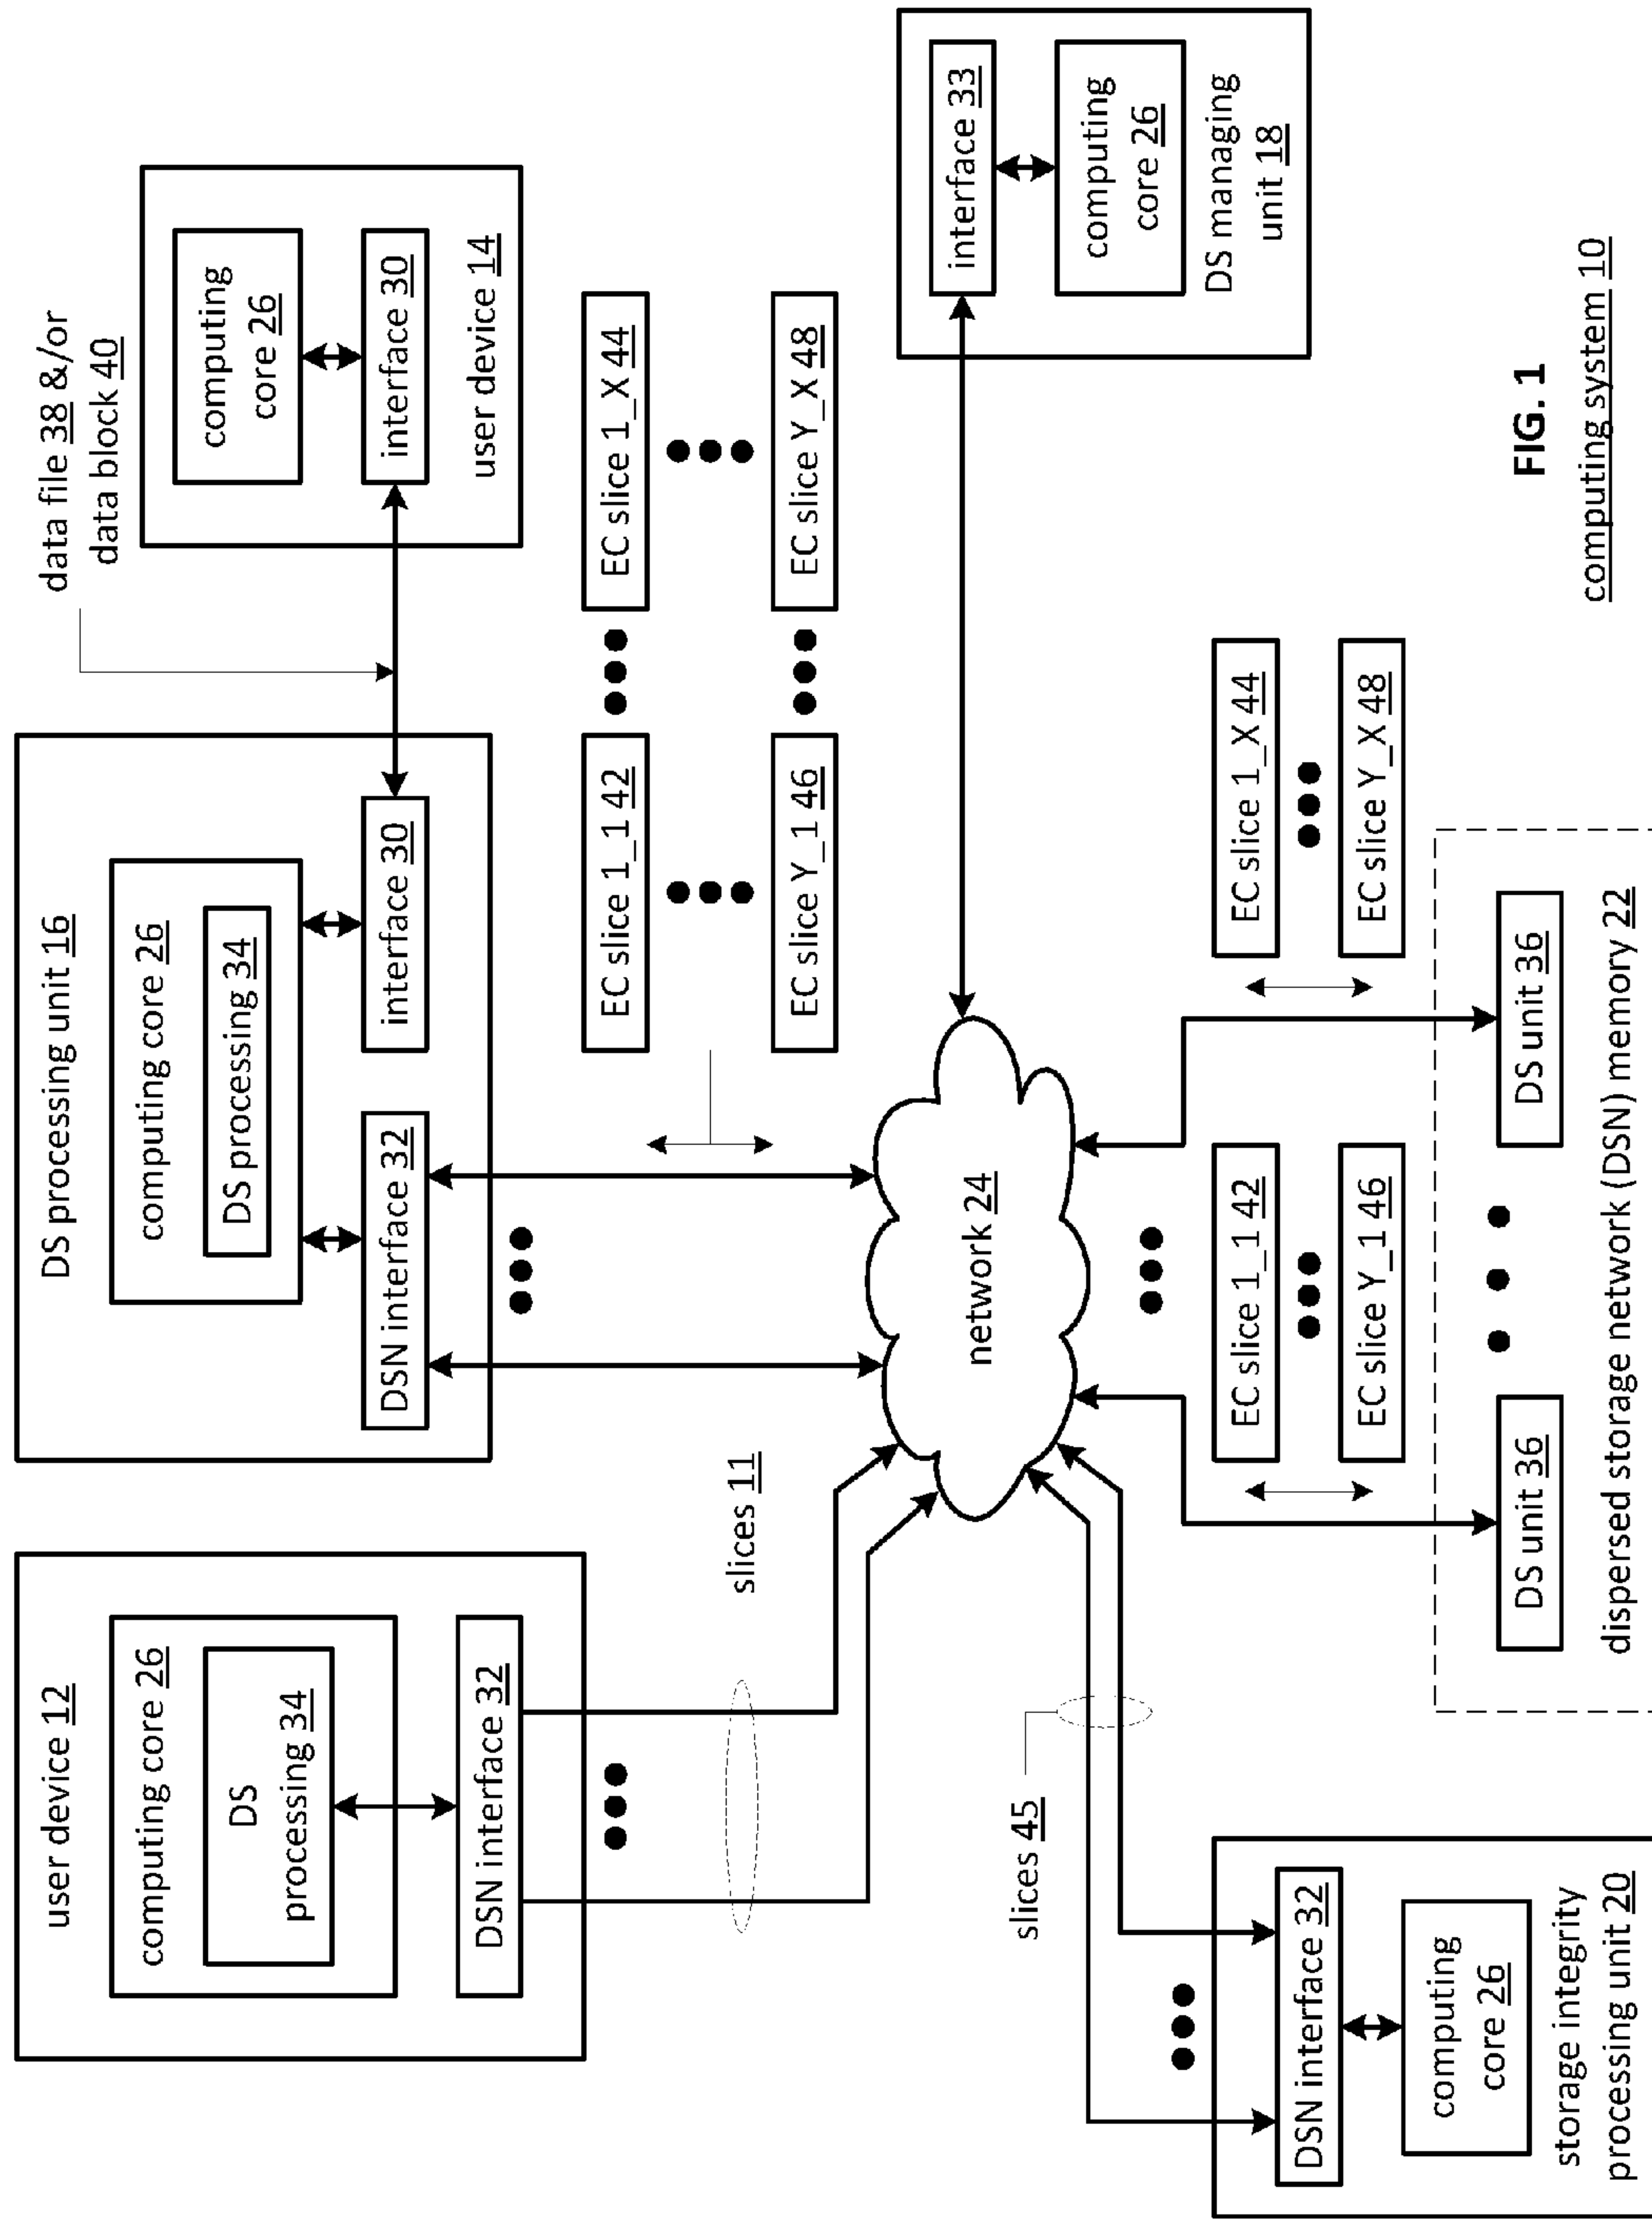 user device 12
computing core 26
DS
processing 34
DSN interface 32
slices 11
DS processing unit 16
computing core 26
DS processing 34
DSN interface 32
interface 30
data file 38 &/or
data block 40
computing
core 26
interface 30
user device 14
EC slice 1_1 42
EC slice 1_X 44
EC slice Y_1 46
EC slice Y_X 48
network 24
interface 33
computing
core 26
DS managing
unit 18
slices 45
DSN interface 32
computing
core 26
storage integrity
processing unit 20
EC slice 1_1 42
EC slice Y_1 46
EC slice 1_X 44
EC slice Y_X 48
DS unit 36
DS unit 36
dispersed storage network (DSN) memory 22
FIG. 1
computing system 10